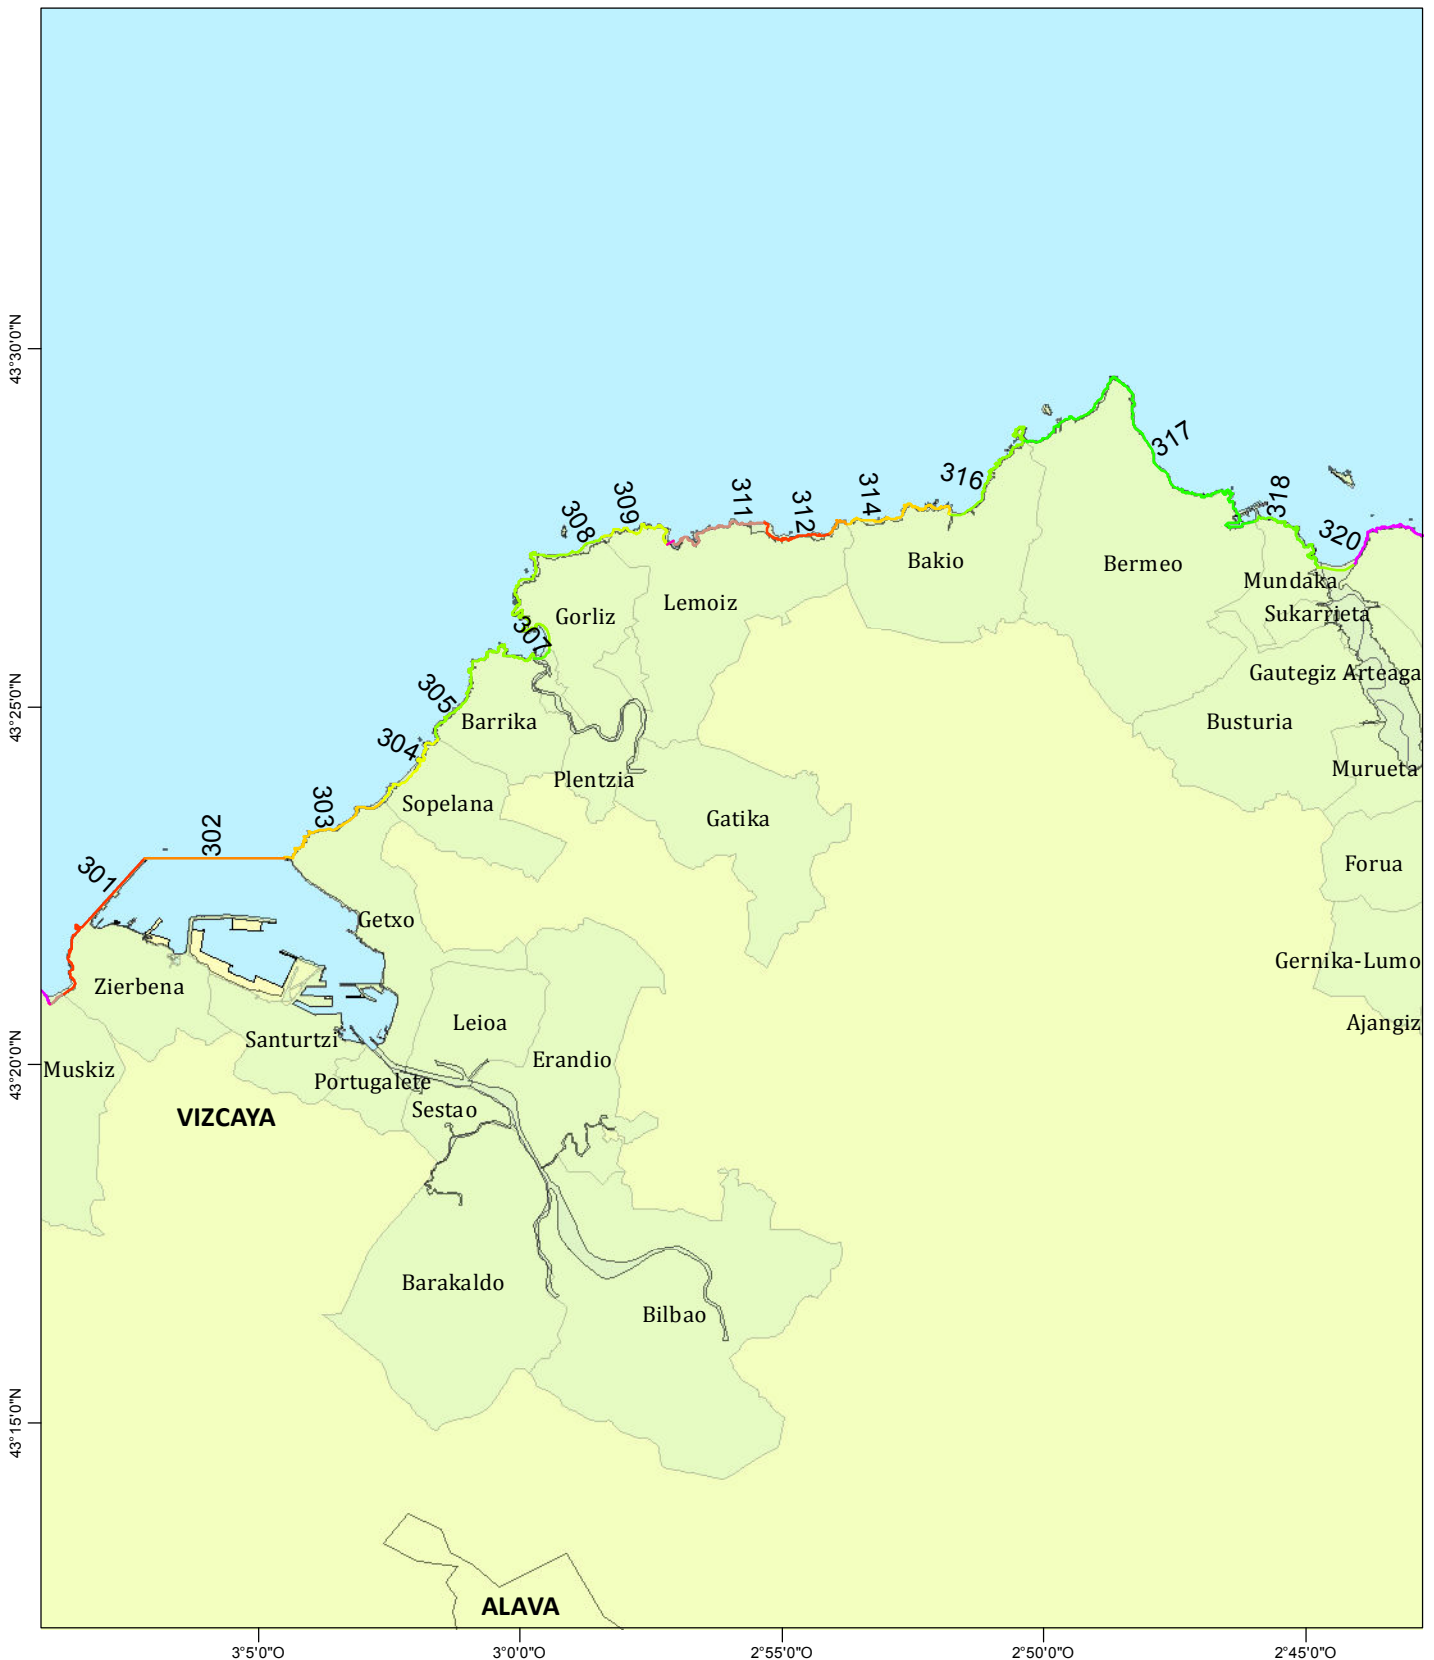 43°30'0"N
317
316
318
314
311
312
309
308
320
Bakio
Bermeo
Mundaka
Lemoiz
Gorliz
Sukarrieta
307
Gautegiz Arteaga
305
43°25'0"N
Barrika
Busturia
304
Plentzia
Murueta
Sopelana
303
Gatika
302
Forua
301
Getxo
Gernika-Lumo
Zierbena
Leioa
Ajangiz
Santurtzi
Erandio
43°20'0"N
Muskiz
Portugalete
Sestao
VIZCAYA
Barakaldo
Bilbao
43°15'0"N
ALAVA
3°5'0"O
3°0'0"O
2°55'0"O
2°50'0"O
2°45'0"O